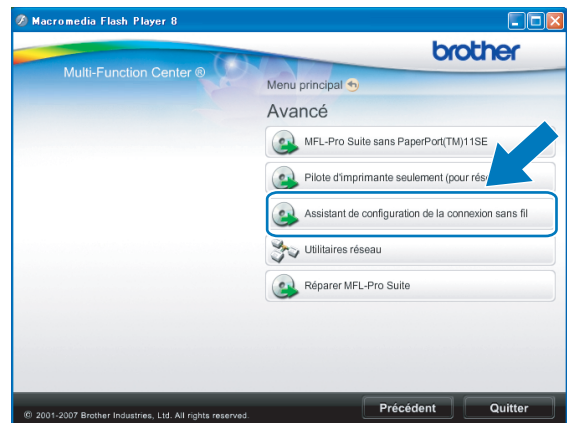 Macromedia Flash Player 8
brother
Multi-Function Center ®
Menu principal
Avancé
MFL-Pro Suite sans PaperPort(TM)11SE
Pilote d'imprimante seulement (pour
Assistant de configuration de la connexion sans fil
Utilitaires réseau
Réparer MFL-Pro Suite
Précédent
Quitter
© 2001-2007 Brother Industries, Ltd. All rights reserved.